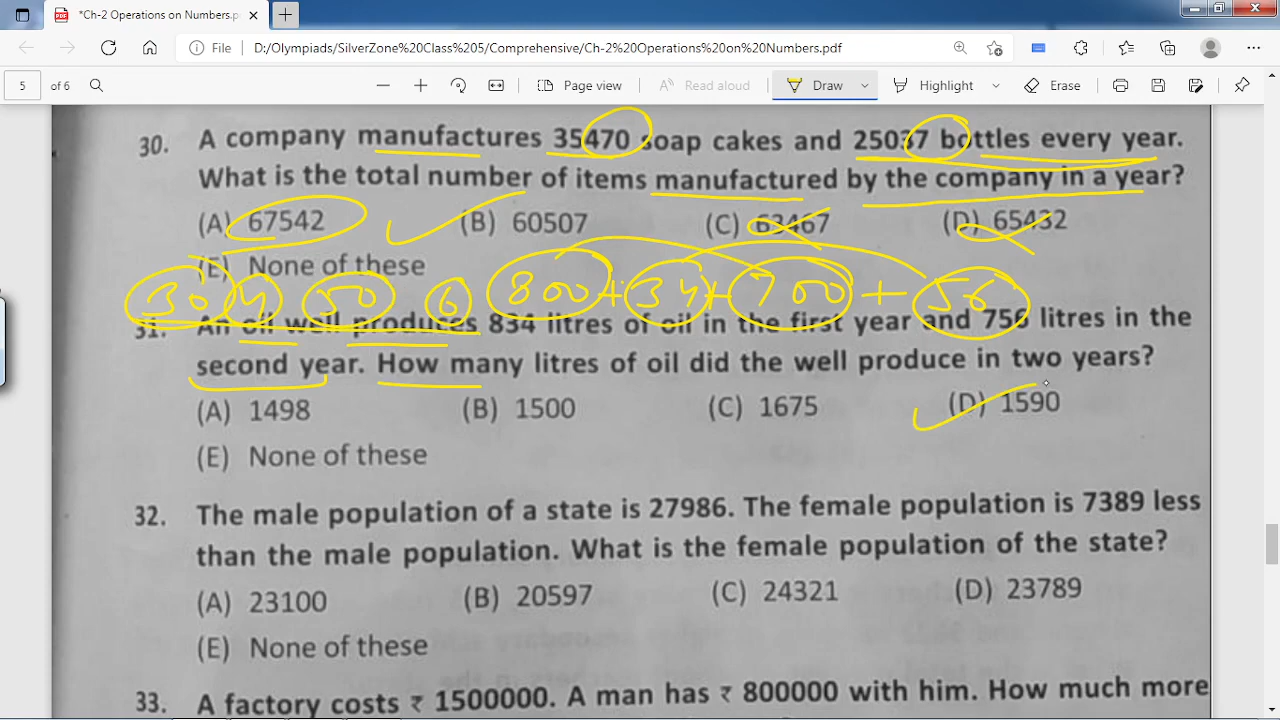 *Ch-2 Operations on Numbers.pd
File D:/Olympiads/SilverZone%20Class%205/Comprehensive/Ch-2%20Operations%20on%20Numbers.pdf
5 of 6 Page view Read aloud Draw Highlight Erase
30. A company manufactures 35470 soap cakes and 25037 bottles every year.
What is the total number of items manufactured by the company in a year?
(A) 67542 (B) 60507 (C) 63467 (D) 65432
(E) None of these
30 4 50 6 800 + 34 + 700 + 56
31. An oil well produces 834 litres of oil in the first year and 756 litres in the
second year. How many litres of oil did the well produce in two years?
(A) 1498 (B) 1500 (C) 1675 (D) 1590
(E) None of these
32. The male population of a state is 27986. The female population is 7389 less
than the male population. What is the female population of the state?
(A) 23100 (B) 20597 (C) 24321 (D) 23789
(E) None of these
33. A factory costs ₹ 1500000. A man has ₹ 800000 with him. How much more